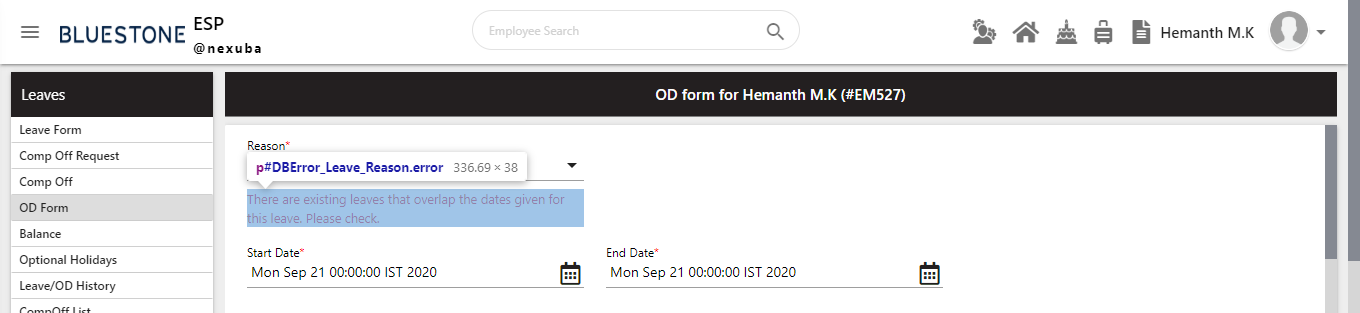 BLUESTONE
ESP
@nexuba
Employee Search
Hemanth M.K
Leaves
Leave Form
Comp Off Request
Comp Off
OD Form
Balance
Optional Holidays
Leave/OD History
CompOff List
OD form for Hemanth M.K (#EM527)
Reason*
p#DBError_Leave_Reason.error 336.69 × 38
There are existing leaves that overlap the dates given for
this leave. Please check.
Start Date*
Mon Sep 21 00:00:00 IST 2020
End Date*
Mon Sep 21 00:00:00 IST 2020